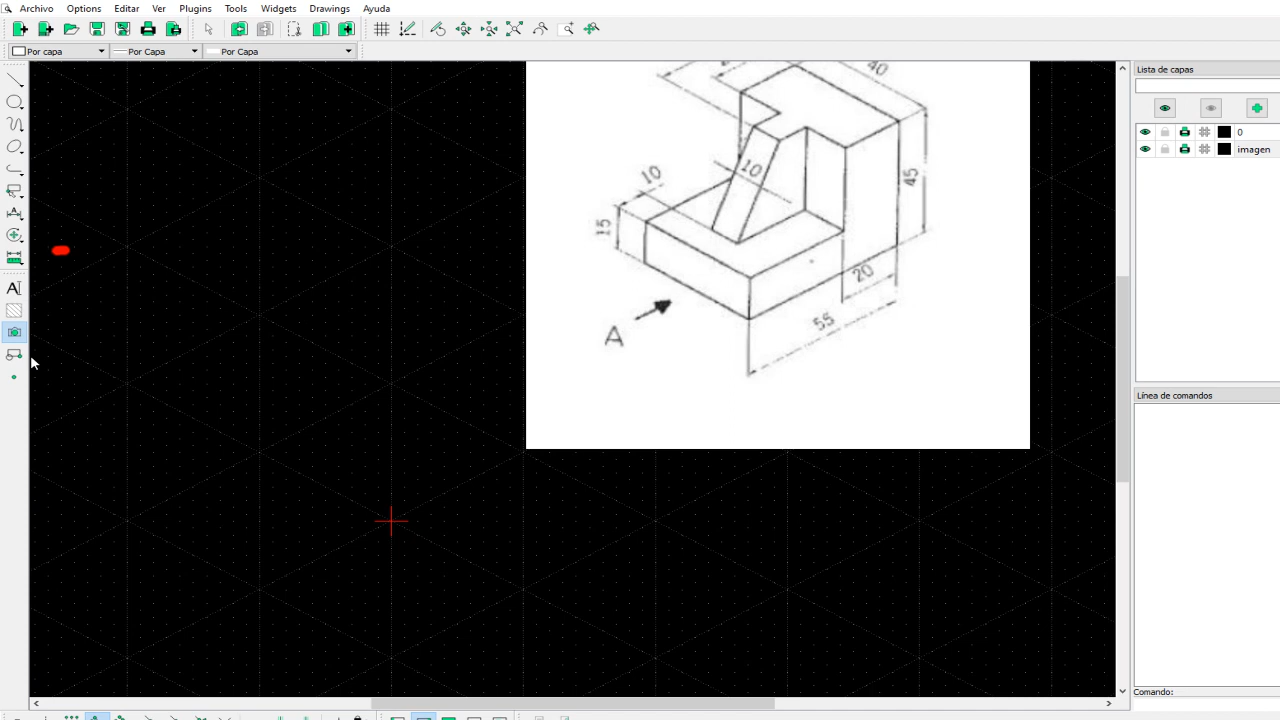 Archivo Options Editar Ver Plugins Tools Widgets Drawings Ayuda
Por capa Por Capa Por Capa
Lista de capas
0
imagen
40
10
10
45
15
20
55
A
Línea de comandos
Comando: